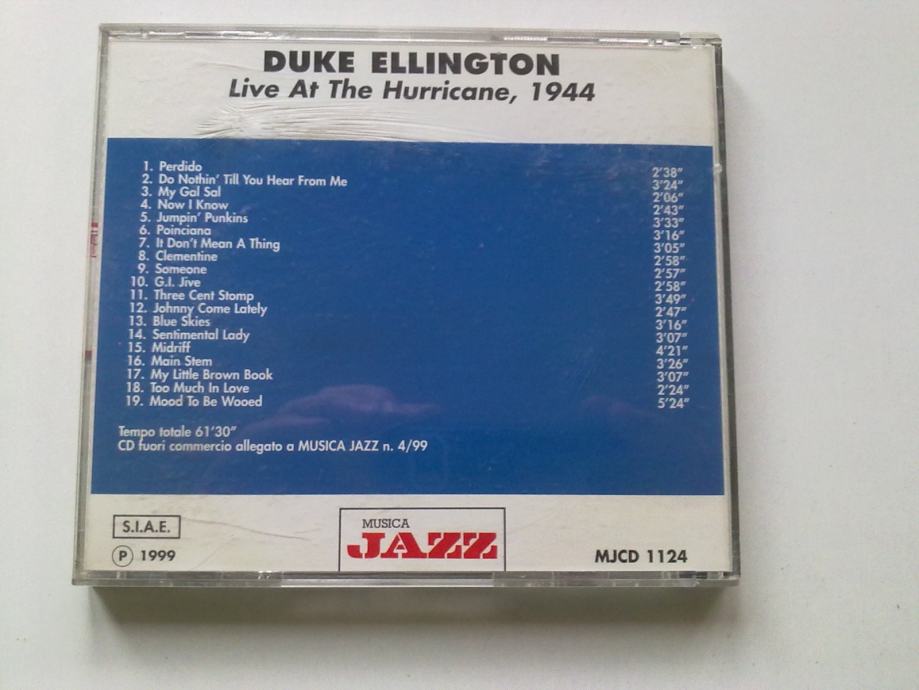 DUKE ELLINGTON
Live At The Hurricane, 1944
1. Perdido 2'38"
2. Do Nothin' Till You Hear From Me 3'24"
3. My Gal Sal 2'06"
4. Now I Know 2'43"
5. Jumpin' Punkins 3'33"
6. Poinciana 3'16"
7. It Don't Mean A Thing 3'05"
8. Clementine 2'58"
9. Someone 2'57"
10. G.I. Jive 2'58"
11. Three Cent Stomp 3'49"
12. Johnny Come Lately 2'47"
13. Blue Skies 3'16"
14. Sentimental Lady 3'07"
15. Midriff 4'21"
16. Main Stem 3'26"
17. My Little Brown Book 3'07"
18. Too Much In Love 2'24"
19. Mood To Be Wooed 5'24"
Tempo totale 61'30"
CD fuori commercio allegato a MUSICA JAZZ n. 4/99
S.I.A.E.
℗ 1999
MUSICA
JAZZ
MJCD 1124